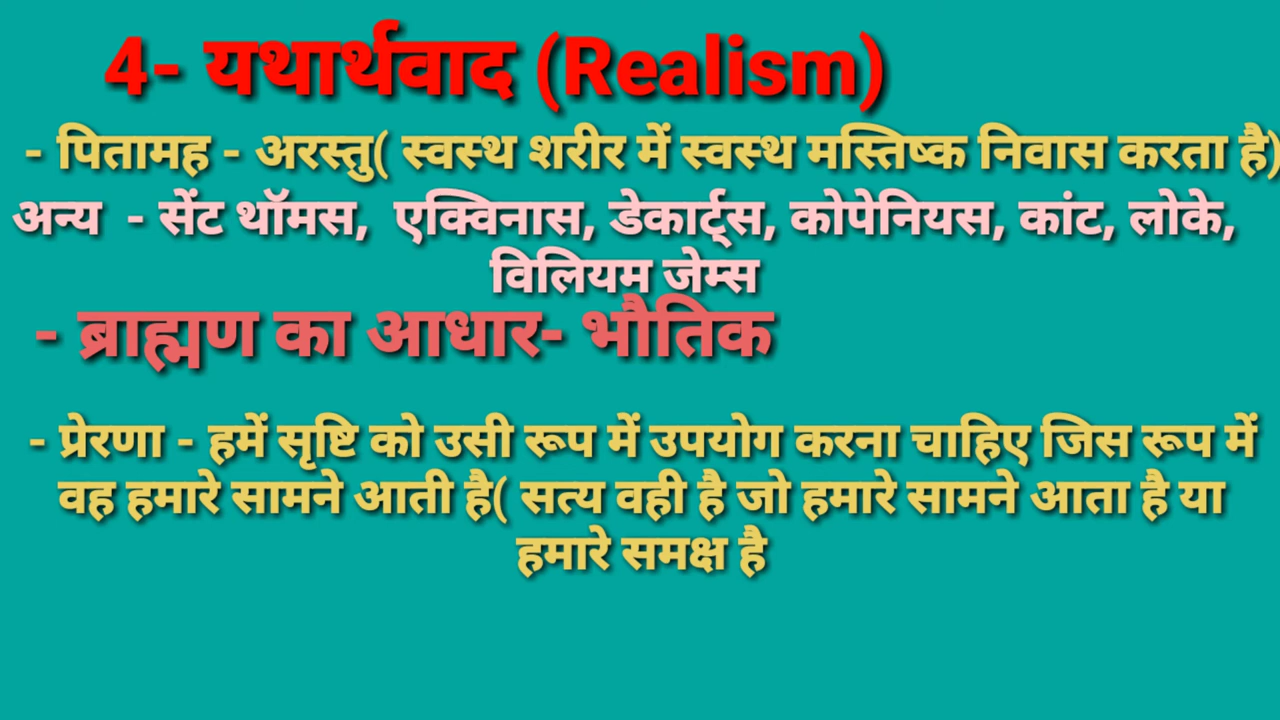 4- यथार्थवाद (Realism)
- पितामह - अरस्तु( स्वस्थ शरीर में स्वस्थ मस्तिष्क निवास करता है)
अन्य - सेंट थॉमस, एक्विनास, डेकार्ट्स, कोपेनियस, कांट, लोके,
विलियम जेम्स
- ब्राह्मण का आधार- भौतिक
- प्रेरणा - हमें सृष्टि को उसी रूप में उपयोग करना चाहिए जिस रूप में
वह हमारे सामने आती है( सत्य वही है जो हमारे सामने आता है या
हमारे समक्ष है